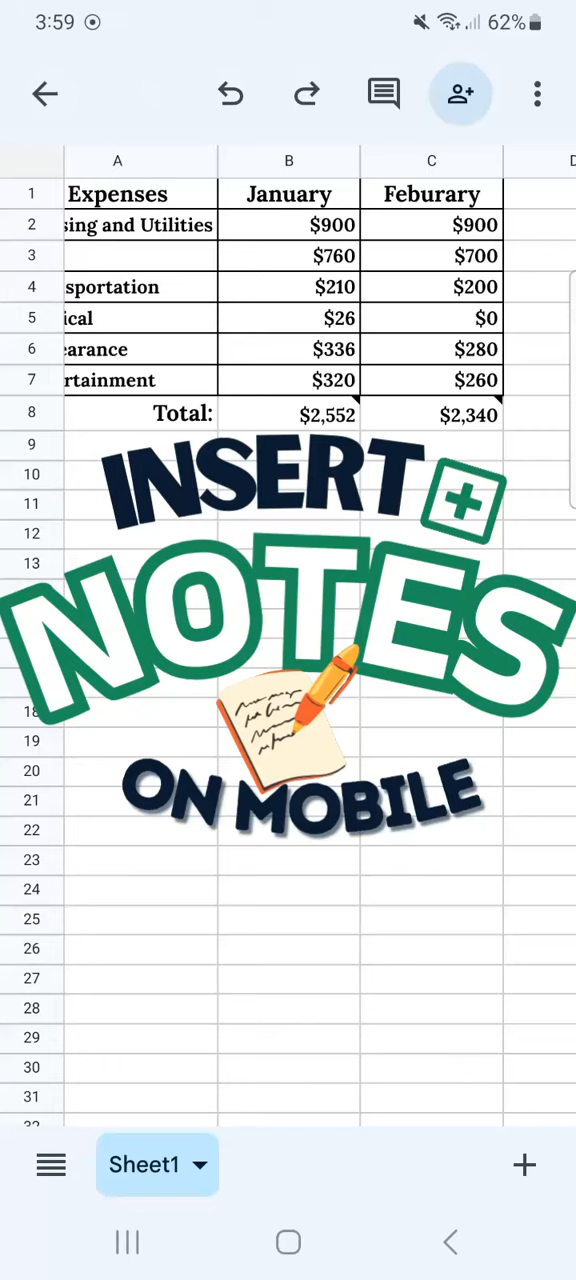 3:59 62%
A B C D
1 Expenses January Feburary
2 sing and Utilities $900 $900
3 $760 $700
4 sportation $210 $200
5 ical $26 $0
6 earance $336 $280
7 rtainment $320 $260
8 Total: $2,552 $2,340
9
INSERT
10
11
12
13
NOTES
18
19
20
ON MOBILE
21
22
23
24
25
26
27
28
29
30
31
32
Sheet1